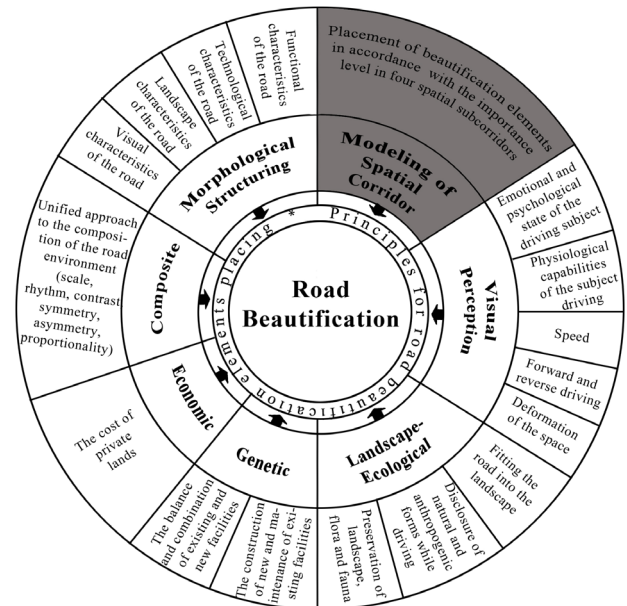 Road
Beautification
* Principles for road beautification elements placing
Modeling of
Spatial
Corridor
Placement of beautification elements
in accordance with the importance
level in four spatial subcorridors
Visual
Perception
Emotional and
psychological
state of the
driving subject
Physiological
capabilities
of the subject
driving
Speed
Forward and
reverse driving
Deformation
of the space
Landscape-
Ecological
Fitting the
road into the
landscape
Disclosure of
natural and
anthropogenic
forms while
driving
Preservation of
landscape,
flora and fauna
Genetic
The construction
of new and ma-
intenance of exi-
sting facilities
The balance
and combination
of existing and
new facilities
Economic
The cost of
private
lands
Composite
Unified approach
to the composi-
tion of the road
environment
(scale,
rhythm, contrast
symmetry,
asymmetry,
proportionality)
Morphological
Structuring
Visual
characteristics
of the road
Landscape
characteristics
of the road
Technological
characteristics
of the road
Functional
characteristics
of the road